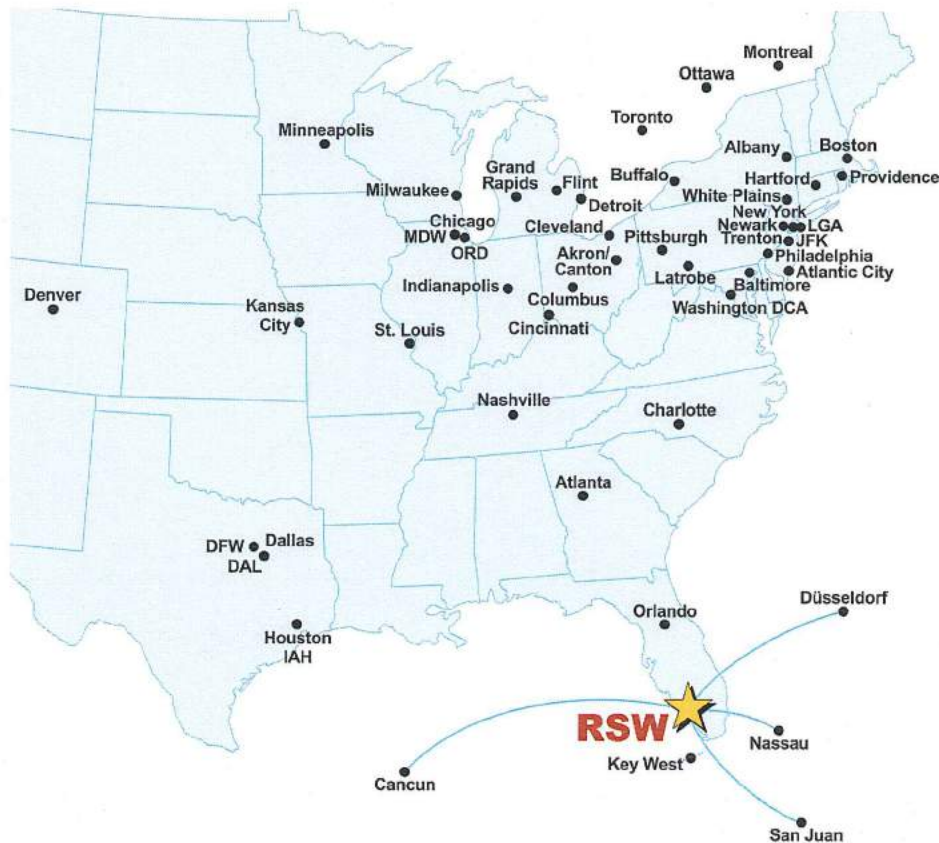 Montreal
Ottawa
Toronto
Minneapolis
Albany
Boston
Grand
Rapids
Flint
Buffalo
Hartford
Providence
Milwaukee
Detroit
White Plains
New York
Chicago
Cleveland
Newark
LGA
MDW
ORD
Pittsburgh
Trenton
JFK
Akron/
Canton
Philadelphia
Latrobe
Atlantic City
Indianapolis
Baltimore
Denver
Columbus
Washington DCA
Kansas
City
St. Louis
Cincinnati
Nashville
Charlotte
Atlanta
DFW
Dallas
DAL
Orlando
Düsseldorf
Houston
IAH
RSW
Nassau
Key West
Cancun
San Juan